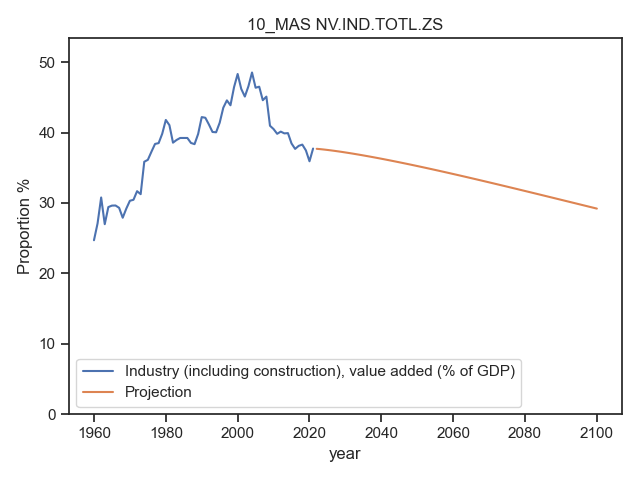 10_MAS NV.IND.TOTL.ZS
Proportion %
50
40
30
20
10
0
Industry (including construction), value added (% of GDP)
Projection
1960 1980 2000 2020 2040 2060 2080 2100
year